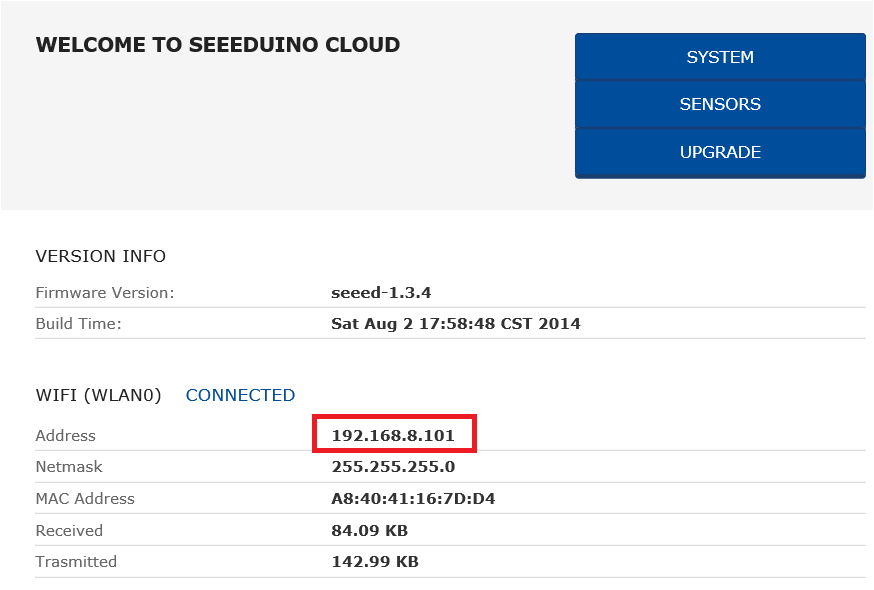 WELCOME TO SEEEDUINO CLOUD
SYSTEM
SENSORS
UPGRADE
VERSION INFO
Firmware Version: seeed-1.3.4
Build Time: Sat Aug 2 17:58:48 CST 2014
WIFI (WLAN0) CONNECTED
Address 192.168.8.101
Netmask 255.255.255.0
MAC Address A8:40:41:16:7D:D4
Received 84.09 KB
Trasmitted 142.99 KB